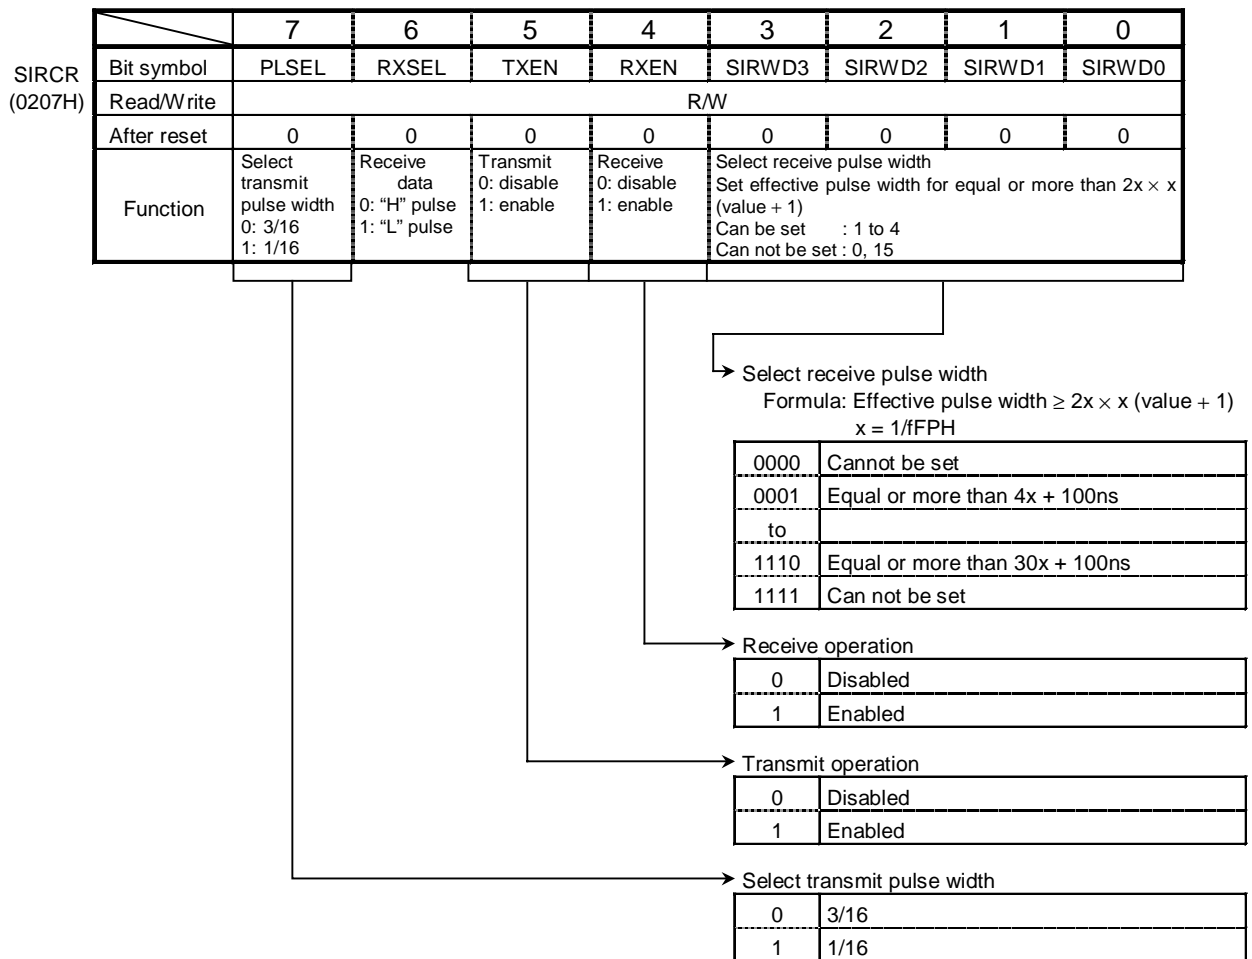 7 6 5 4 3 2 1 0
SIRCR
(0207H)
Bit symbol PLSEL RXSEL TXEN RXEN SIRWD3 SIRWD2 SIRWD1 SIRWD0
Read/Write R/W
After reset 0 0 0 0 0 0 0 0
Function
Select
transmit
pulse width
0: 3/16
1: 1/16
Receive
data
0: “H” pulse
1: “L” pulse
Transmit
0: disable
1: enable
Receive
0: disable
1: enable
Select receive pulse width
Set effective pulse width for equal or more than 2x × x
(value + 1)
Can be set : 1 to 4
Can not be set : 0, 15
Select receive pulse width
Formula: Effective pulse width ≥ 2x × x (value + 1)
x = 1/fFPH
0000 Cannot be set
0001 Equal or more than 4x + 100ns
to
1110 Equal or more than 30x + 100ns
1111 Can not be set
Receive operation
0 Disabled
1 Enabled
Transmit operation
0 Disabled
1 Enabled
Select transmit pulse width
0 3/16
1 1/16